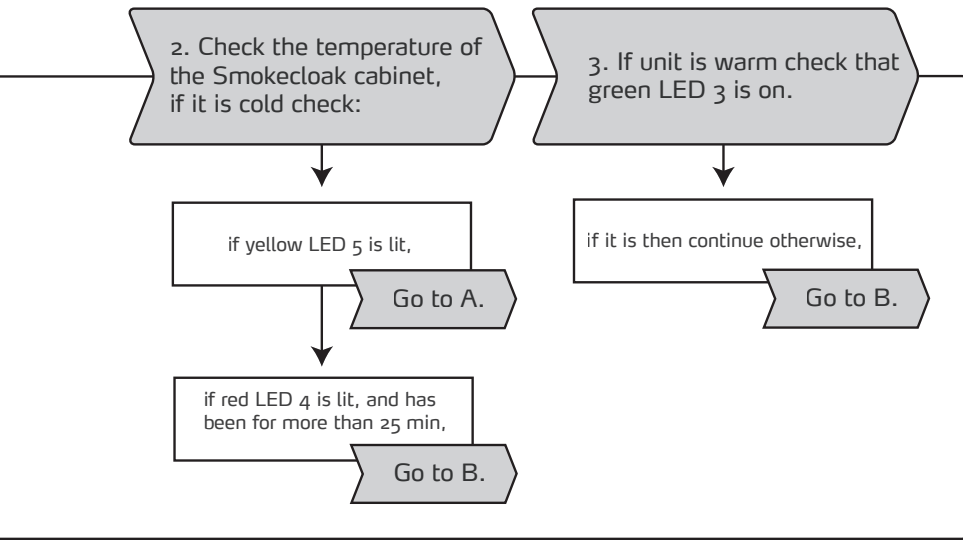 2. Check the temperature of
the Smokecloak cabinet,
if it is cold check:
if yellow LED 5 is lit,
Go to A.
if red LED 4 is lit, and has
been for more than 25 min,
Go to B.
3. If unit is warm check that
green LED 3 is on.
if it is then continue otherwise,
Go to B.